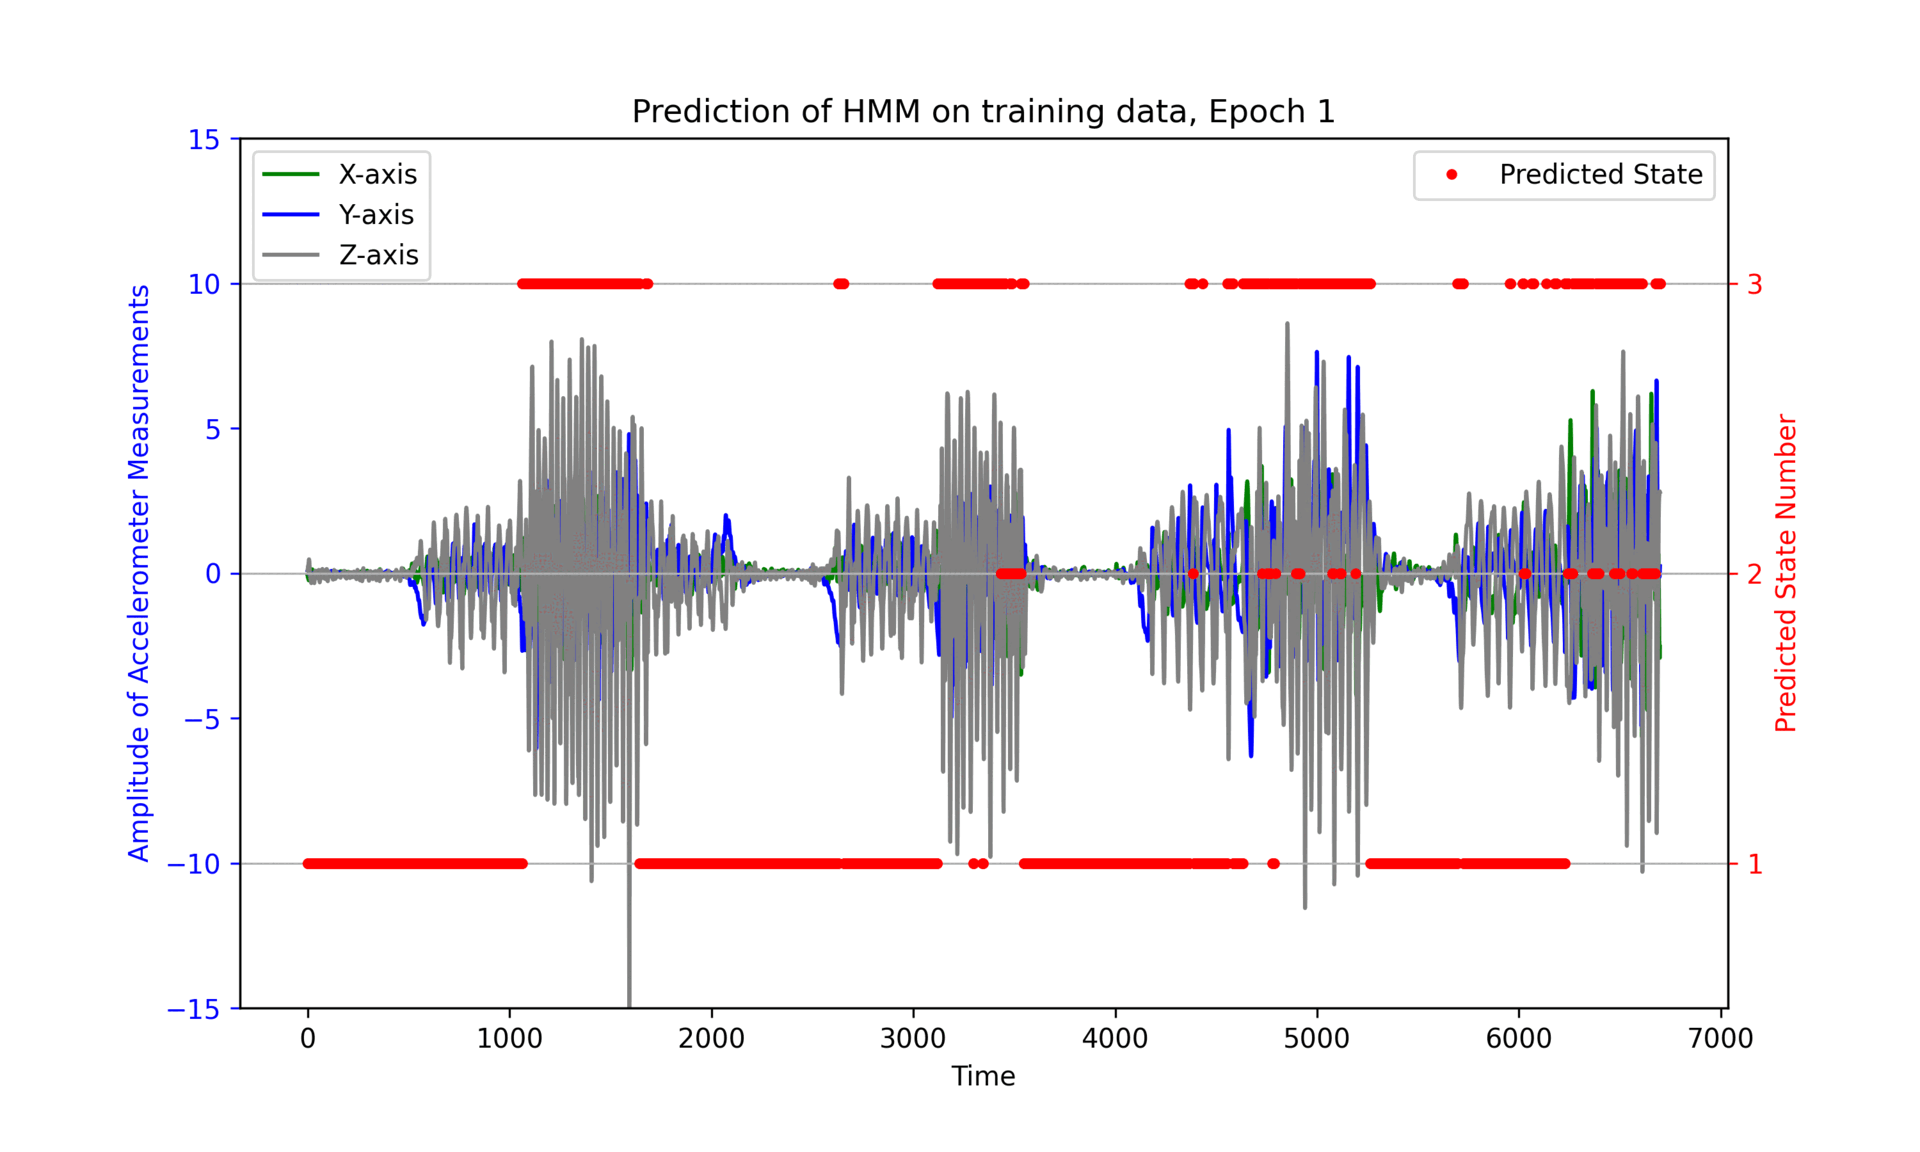 Prediction of HMM on training data, Epoch 1
X-axis
Y-axis
Z-axis
Predicted State
Amplitude of Accelerometer Measurements
15
10
5
0
−5
−10
−15
3
2
1
Predicted State Number
0 1000 2000 3000 4000 5000 6000 7000
Time